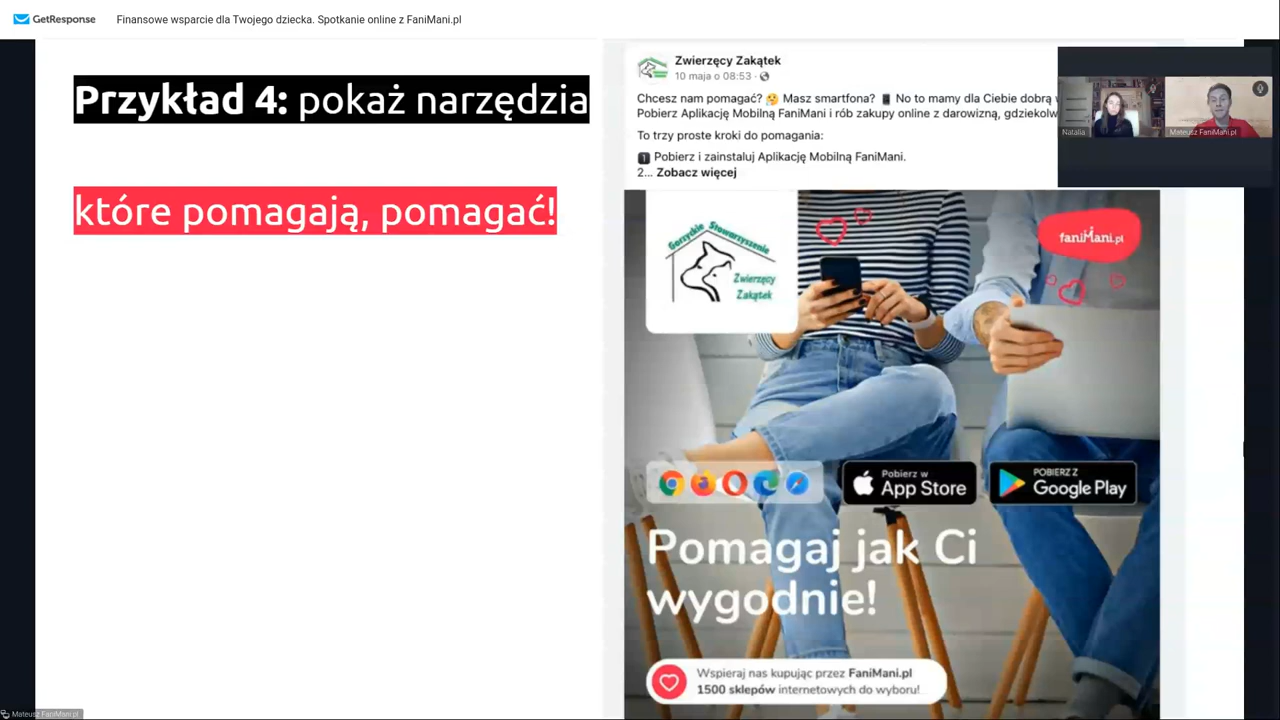 GetResponse
Finansowe wsparcie dla Twojego dziecka. Spotkanie online z FaniMani.pl
Przykład 4: pokaż narzędzia
które pomagają, pomagać!
Zwierzęcy Zakątek
10 maja o 08:53
Chcesz nam pomagać? 🤔 Masz smartfona? 📱 No to mamy dla Ciebie dobrą
Pobierz Aplikację Mobilną FaniMani i rób zakupy online z darowizną,
To trzy proste kroki do pomagania:
1 Pobierz i zainstaluj Aplikację Mobilną FaniMani.
2... Zobacz więcej
Natalia
Mateusz FaniMani.pl
Gorzyckie Stowarzyszenie
Zwierzęcy
Zakątek
faniMani.pl
Pobierz w
App Store
POBIERZ Z
Google Play
Pomagaj jak Ci
wygodnie!
Wspieraj nas kupując przez FaniMani.pl
1500 sklepów internetowych do wyboru!
Mateusz FaniMani.pl